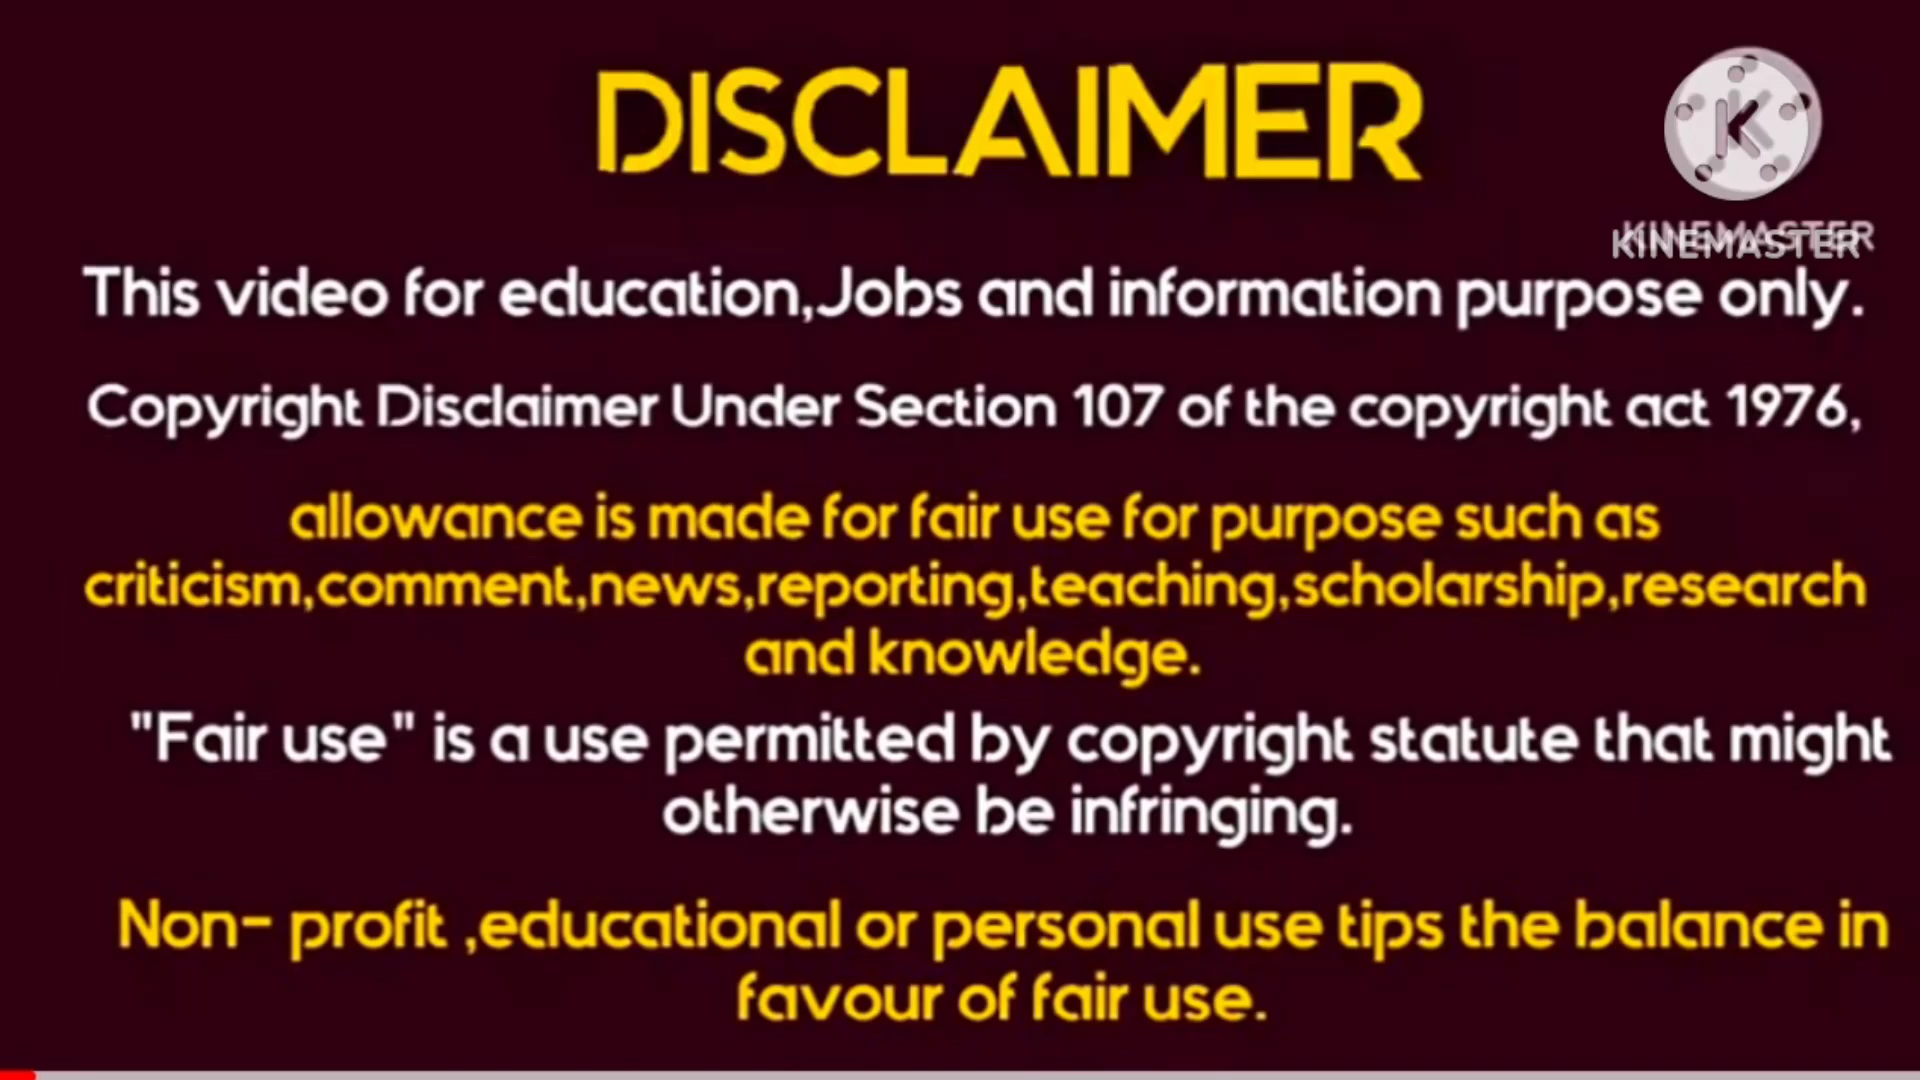 DISCLAIMER
K
KINEMASTER
KINEMASTER
This video for education,Jobs and information purpose only.
Copyright Disclaimer Under Section 107 of the copyright act 1976,
allowance is made for fair use for purpose such as
criticism,comment,news,reporting,teaching,scholarship,research
and knowledge.
"Fair use" is a use permitted by copyright statute that might
otherwise be infringing.
Non- profit ,educational or personal use tips the balance in
favour of fair use.